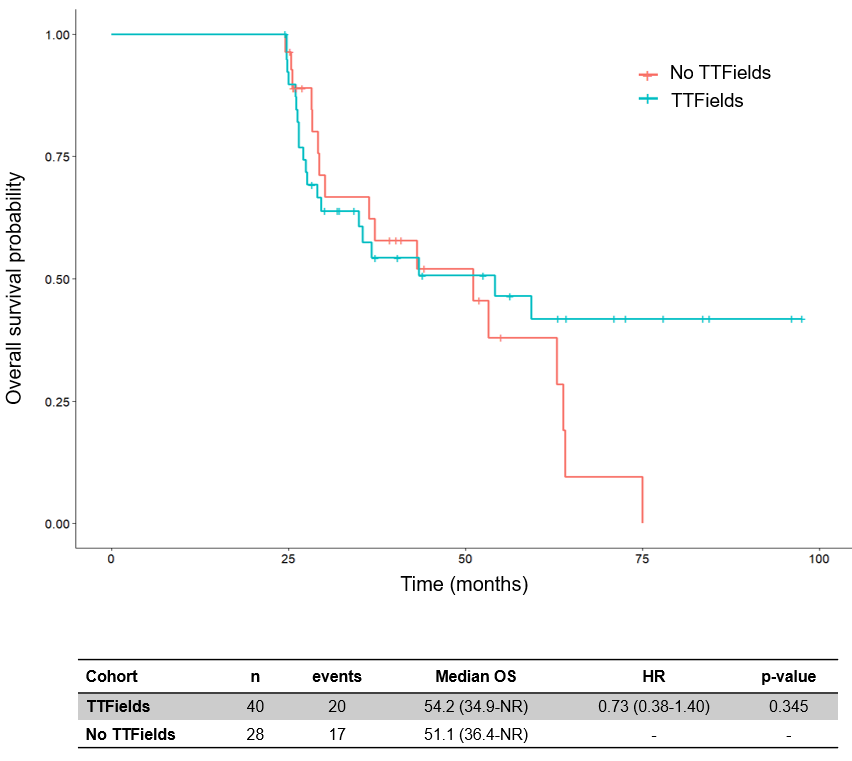 No TTFields
TTFields
Overall survival probability
1.00
0.75
0.50
0.25
0.00
0 25 50 75 100
Time (months)
Cohort n events Median OS HR p-value
TTFields 40 20 54.2 (34.9-NR) 0.73 (0.38-1.40) 0.345
No TTFields 28 17 51.1 (36.4-NR) - -